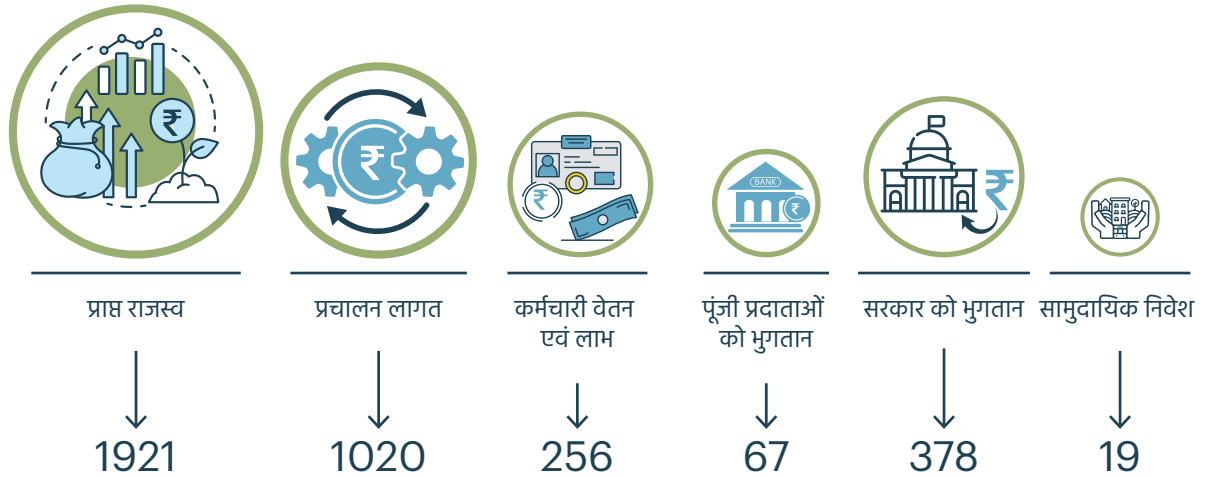 ₹
₹
₹
BANK
₹
₹
प्राप्त राजस्व
प्रचालन लागत
कर्मचारी वेतन
एवं लाभ
पूंजी प्रदाताओं
को भुगतान
सरकार को भुगतान
सामुदायिक निवेश
1921
1020
256
67
378
19